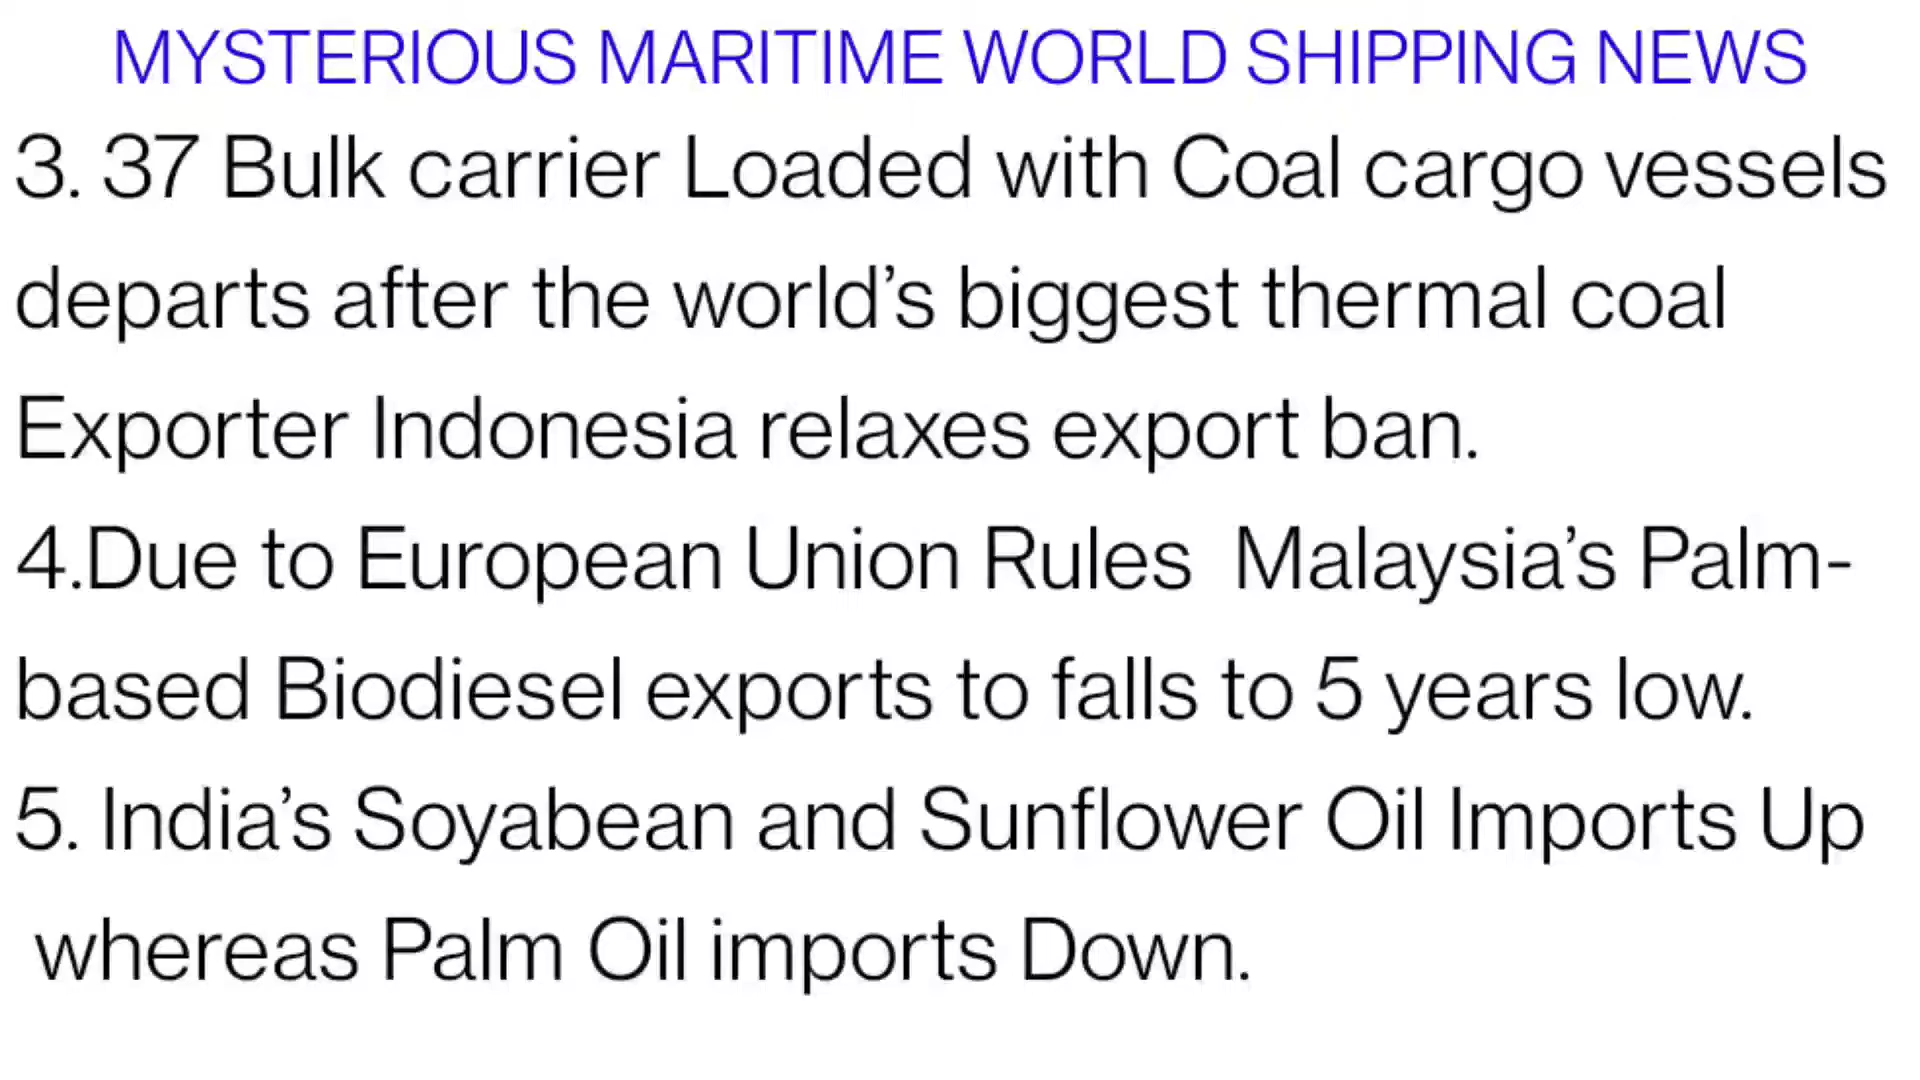 MYSTERIOUS MARITIME WORLD SHIPPING NEWS
3. 37 Bulk carrier Loaded with Coal cargo vessels
departs after the world’s biggest thermal coal
Exporter Indonesia relaxes export ban.
4.Due to European Union Rules  Malaysia’s Palm-
based Biodiesel exports to falls to 5 years low.
5. India’s Soyabean and Sunflower Oil Imports Up
whereas Palm Oil imports Down.